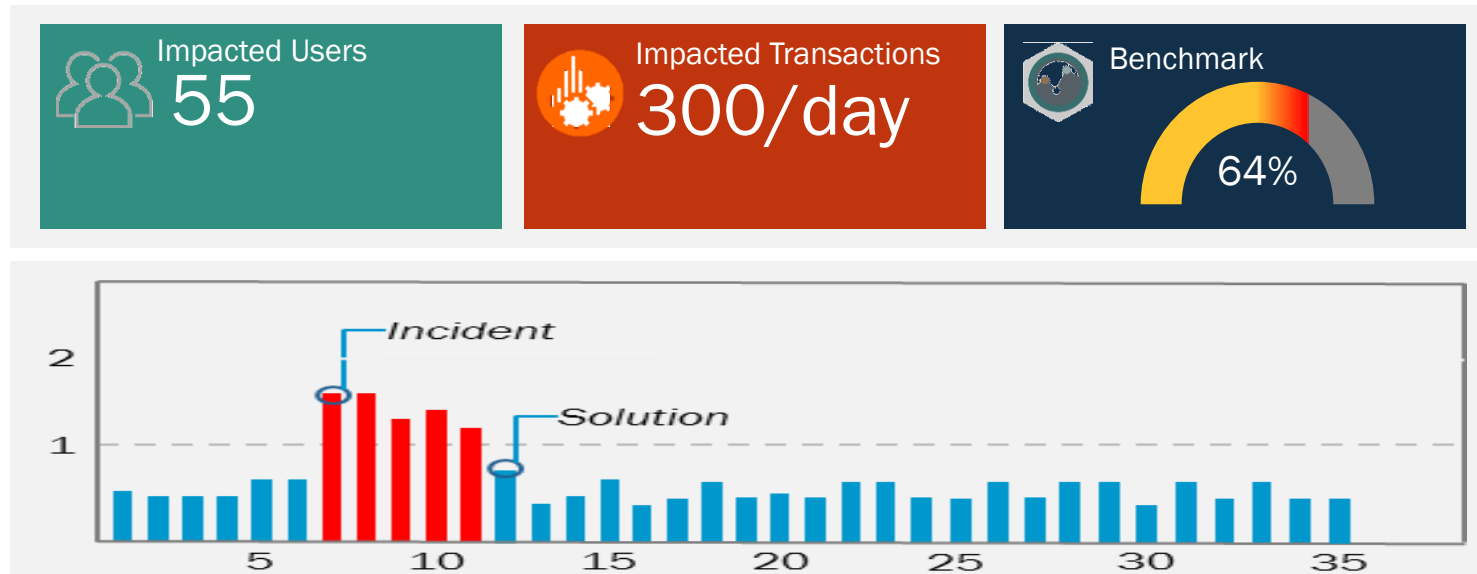 Impacted Users
55
Impacted Transactions
300/day
Benchmark
64%
Incident
2
Solution
1
5 10 15 20 25 30 35